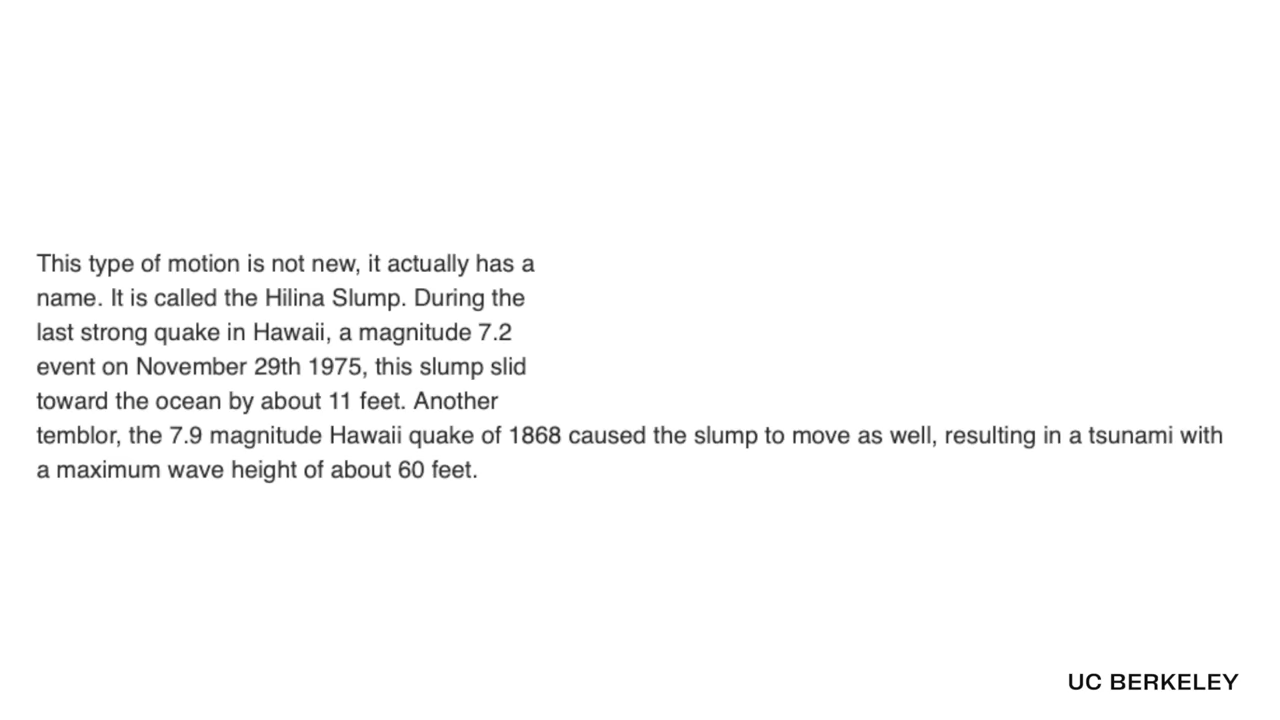 This type of motion is not new, it actually has a
name. It is called the Hilina Slump. During the
last strong quake in Hawaii, a magnitude 7.2
event on November 29th 1975, this slump slid
toward the ocean by about 11 feet. Another
temblor, the 7.9 magnitude Hawaii quake of 1868 caused the slump to move as well, resulting in a tsunami with
a maximum wave height of about 60 feet.
UC BERKELEY